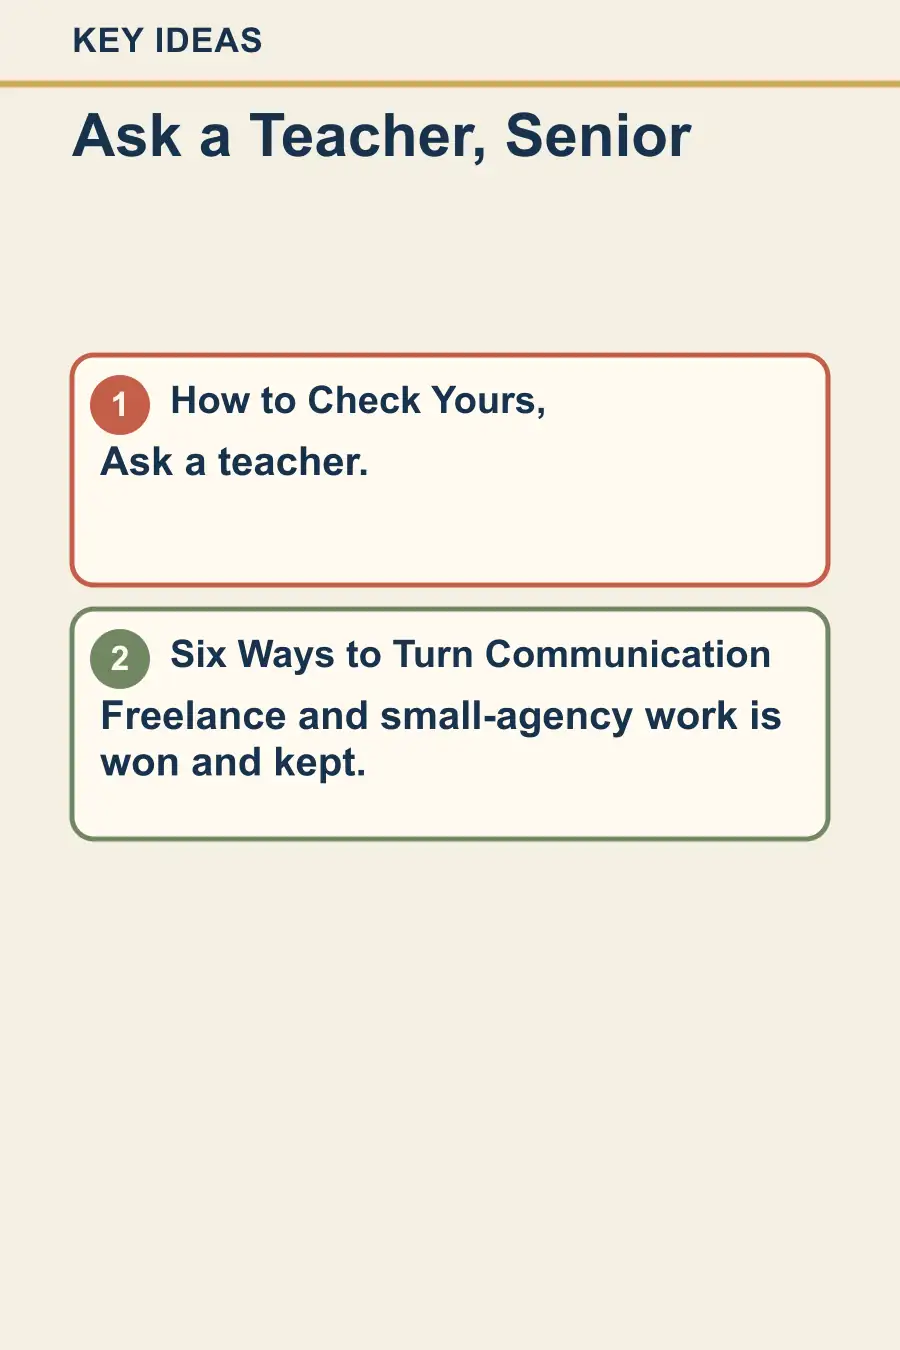 KEY IDEAS
Ask a Teacher, Senior
1 How to Check Yours,
Ask a teacher.
2 Six Ways to Turn Communication
Freelance and small-agency work is
won and kept.